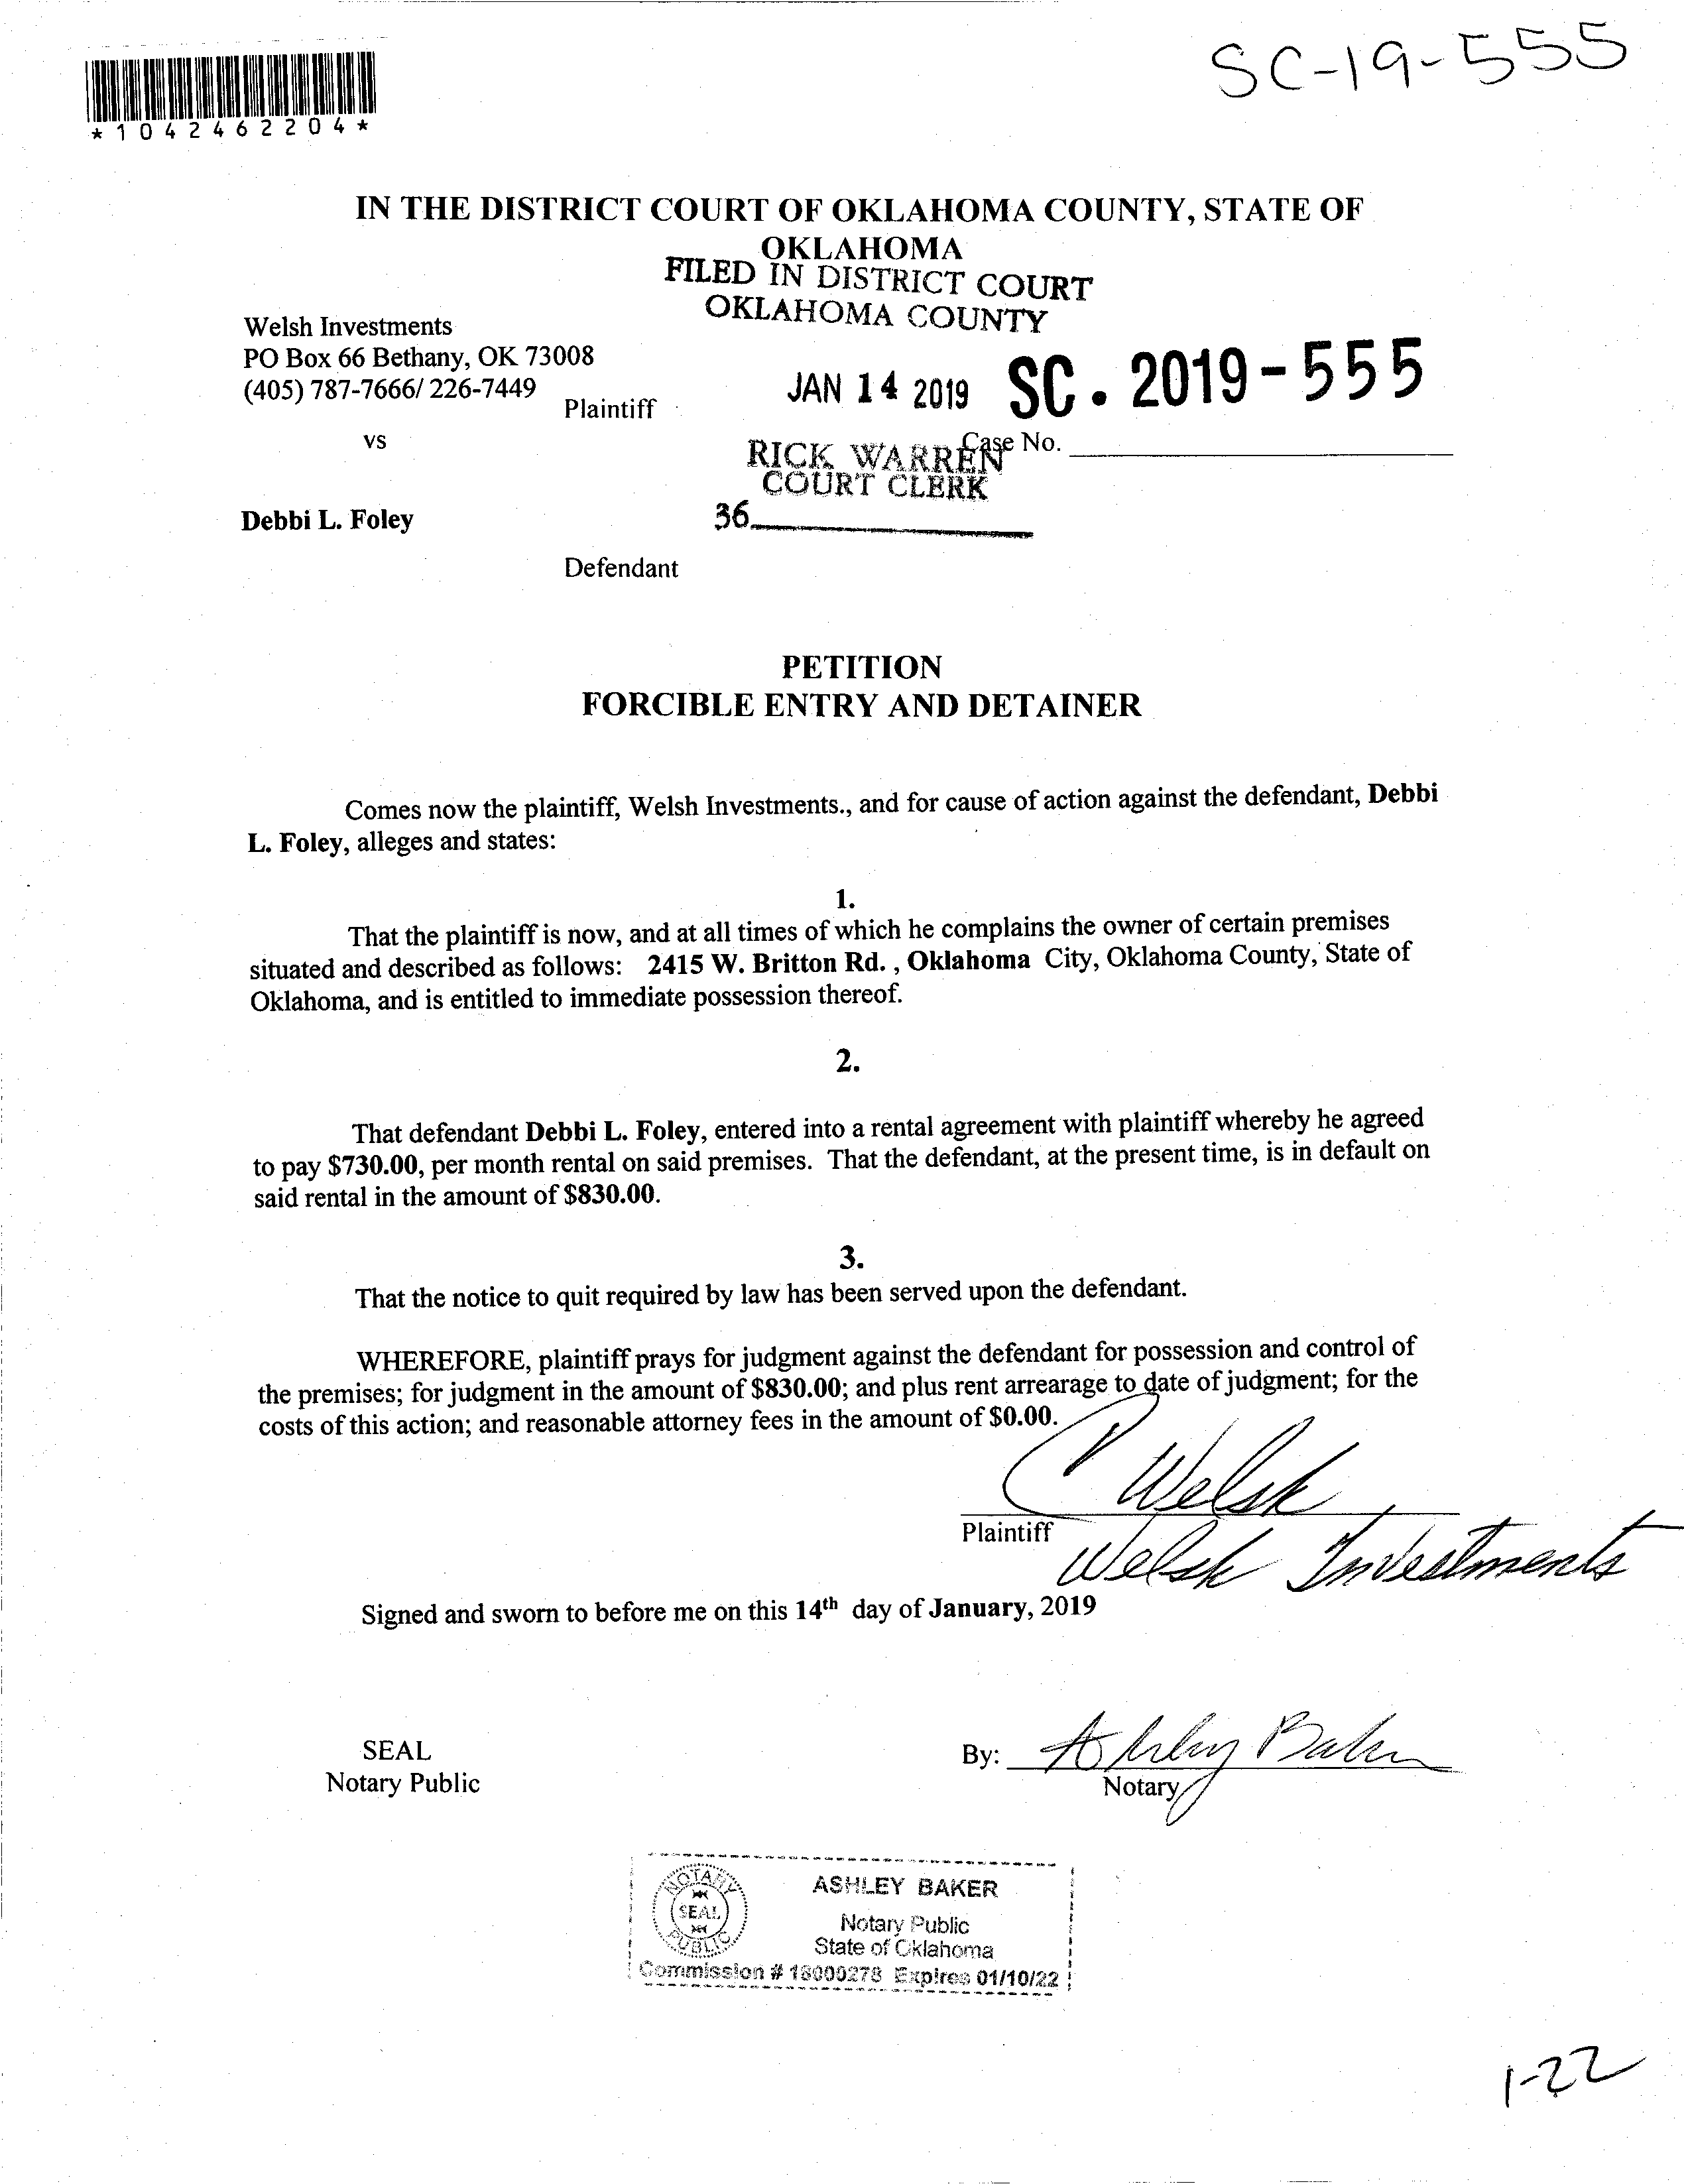 SC-19-555
*1042462204*
IN THE DISTRICT COURT OF OKLAHOMA COUNTY, STATE OF
OKLAHOMA
FILED IN DISTRICT COURT
OKLAHOMA COUNTY
Welsh Investments
PO Box 66 Bethany, OK 73008
(405) 787-7666/ 226-7449
Plaintiff
JAN 14 2019
SC. 2019-555
vs
Case No.
RICK WARREN
COURT CLERK
Debbi L. Foley
36
Defendant
PETITION
FORCIBLE ENTRY AND DETAINER
Comes now the plaintiff, Welsh Investments., and for cause of action against the defendant, Debbi
L. Foley, alleges and states:
1.
That the plaintiff is now, and at all times of which he complains the owner of certain premises
situated and described as follows: 2415 W. Britton Rd. , Oklahoma City, Oklahoma County, State of
Oklahoma, and is entitled to immediate possession thereof.
2.
That defendant Debbi L. Foley, entered into a rental agreement with plaintiff whereby he agreed
to pay $730.00, per month rental on said premises. That the defendant, at the present time, is in default on
said rental in the amount of $830.00.
3.
That the notice to quit required by law has been served upon the defendant.
WHEREFORE, plaintiff prays for judgment against the defendant for possession and control of
the premises; for judgment in the amount of $830.00; and plus rent arrearage to date of judgment; for the
costs of this action; and reasonable attorney fees in the amount of $0.00.
C Welsh
Plaintiff
Welsh Investments
Signed and sworn to before me on this 14th day of January, 2019
SEAL
Notary Public
By: Ashley Baker
Notary
NOTARY
SEAL
PUBLIC
ASHLEY BAKER
Notary Public
State of Oklahoma
Commission # 18000278 Expires 01/10/22
1-22